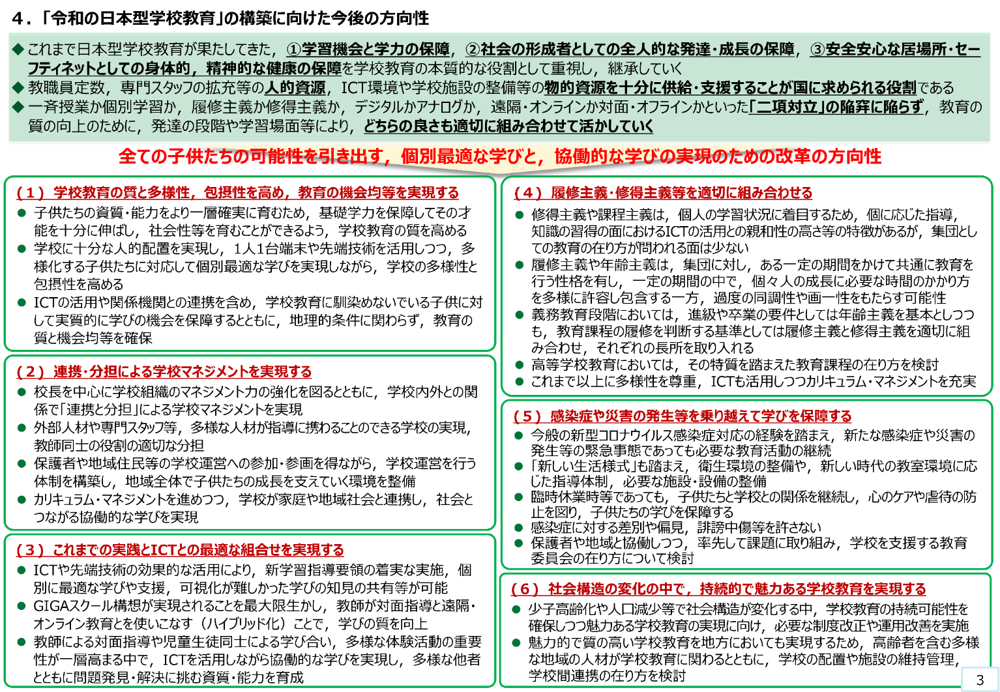 ４．「令和の日本型学校教育」の構築に向けた今後の方向性
◆これまで日本型学校教育が果たしてきた，①学習機会と学力の保障，②社会の形成者としての全人的な発達・成長の保障，③安全安心な居場所・セー
フティネットとしての身体的，精神的な健康の保障を学校教育の本質的な役割として重視し，継承していく
◆教職員定数，専門スタッフの拡充等の人的資源，ICT環境や学校施設の整備等の物的資源を十分に供給・支援することが国に求められる役割である
◆一斉授業か個別学習か，履修主義か修得主義か，デジタルかアナログか，遠隔・オンラインか対面・オフラインかといった「二項対立」の陥穽に陥らず，教育の
質の向上のために，発達の段階や学習場面等により，どちらの良さも適切に組み合わせて活かしていく
全ての子供たちの可能性を引き出す，個別最適な学びと，協働的な学びの実現のための改革の方向性
（１）学校教育の質と多様性，包摂性を高め，教育の機会均等を実現する
● 子供たちの資質・能力をより一層確実に育むため，基礎学力を保障してその才
能を十分に伸ばし，社会性等を育むことができるよう，学校教育の質を高める
● 学校に十分な人的配置を実現し，1人1台端末や先端技術を活用しつつ，多
様化する子供たちに対応して個別最適な学びを実現しながら，学校の多様性と
包摂性を高める
● ICTの活用や関係機関との連携を含め，学校教育に馴染めないでいる子供に対
して実質的に学びの機会を保障するとともに，地理的条件に関わらず，教育の
質と機会均等を確保
（２）連携・分担による学校マネジメントを実現する
● 校長を中心に学校組織のマネジメント力の強化を図るとともに，学校内外との関
係で「連携と分担」による学校マネジメントを実現
● 外部人材や専門スタッフ等，多様な人材が指導に携わることのできる学校の実現，
教師同士の役割の適切な分担
● 保護者や地域住民等の学校運営への参加・参画を得ながら，学校運営を行う
体制を構築し，地域全体で子供たちの成長を支えていく環境を整備
● カリキュラム・マネジメントを進めつつ，学校が家庭や地域社会と連携し，社会と
つながる協働的な学びを実現
（３）これまでの実践とICTとの最適な組合せを実現する
● ICTや先端技術の効果的な活用により，新学習指導要領の着実な実施，個
別に最適な学びや支援，可視化が難しかった学びの知見の共有等が可能
● GIGAスクール構想が実現されることを最大限生かし，教師が対面指導と遠隔・
オンライン教育とを使いこなす（ハイブリッド化）ことで，学びの質を向上
● 教師による対面指導や児童生徒同士による学び合い，多様な体験活動の重要
性が一層高まる中で，ICTを活用しながら協働的な学びを実現し，多様な他者
とともに問題発見・解決に挑む資質・能力を育成
（４）履修主義・修得主義等を適切に組み合わせる
● 修得主義や課程主義は，個人の学習状況に着目するため，個に応じた指導，
知識の習得の面におけるICTの活用との親和性の高さ等の特徴があるが，集団とし
ての教育の在り方が問われる面は少ない
● 履修主義や年齢主義は，集団に対し，ある一定の期間をかけて共通に教育を
行う性格を有し，一定の期間の中で，個々人の成長に必要な時間のかかり方
を多様に許容し包含する一方，過度の同調性や画一性をもたらす可能性
● 義務教育段階においては，進級や卒業の要件としては年齢主義を基本としつつ
も，教育課程の履修を判断する基準としては履修主義と修得主義を適切に組
み合わせ，それぞれの長所を取り入れる
● 高等学校教育においては，その特質を踏まえた教育課程の在り方を検討
● これまで以上に多様性を尊重，ICTも活用しつつカリキュラム・マネジメントを充実
（５）感染症や災害の発生等を乗り越えて学びを保障する
● 今般の新型コロナウイルス感染症対応の経験を踏まえ，新たな感染症や災害の
発生等の緊急事態であっても必要な教育活動の継続
● 「新しい生活様式」も踏まえ，衛生環境の整備や，新しい時代の教室環境に応
じた指導体制，必要な施設・設備の整備
● 臨時休業時等であっても，子供たちと学校との関係を継続し，心のケアや虐待の防
止を図り，子供たちの学びを保障する
● 感染症に対する差別や偏見，誹謗中傷等を許さない
● 保護者や地域と協働しつつ，率先して課題に取り組み，学校を支援する教育
委員会の在り方について検討
（６）社会構造の変化の中で，持続的で魅力ある学校教育を実現する
● 少子高齢化や人口減少等で社会構造が変化する中，学校教育の持続可能性を
確保しつつ魅力ある学校教育の実現に向け，必要な制度改正や運用改善を実施
● 魅力的で質の高い学校教育を地方においても実現するため，高齢者を含む多様
な地域の人材が学校教育に関わるとともに，学校の配置や施設の維持管理，
学校間連携の在り方を検討
3